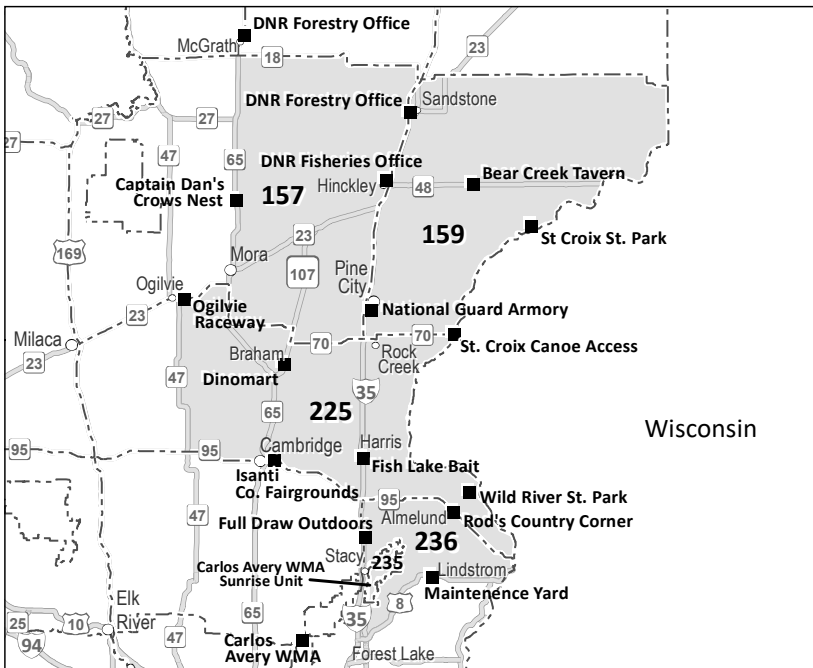 DNR Forestry Office
McGrath
18
23
DNR Forestry Office
Sandstone
27
27
27
47
65
DNR Fisheries Office
Hinckley
48
Bear Creek Tavern
Captain Dan's
Crows Nest
157
159
St Croix St. Park
23
169
Mora
107
Pine
City
Ogilvie
Ogilvie
Raceway
National Guard Armory
23
Milaca
23
70
70
St. Croix Canoe Access
Braham
Rock
Creek
Dinomart
47
35
65
225
Wisconsin
95
95
Cambridge
Harris
Isanti
Co. Fairgrounds
Fish Lake Bait
95
Wild River St. Park
47
Full Draw Outdoors
Almelund
Rod's Country Corner
236
Carlos Avery WMA
Sunrise Unit
Stacy
235
Lindstrom
Maintenence Yard
65
35
8
Elk
River
25
10
94
47
Carlos
Avery WMA
Forest Lake